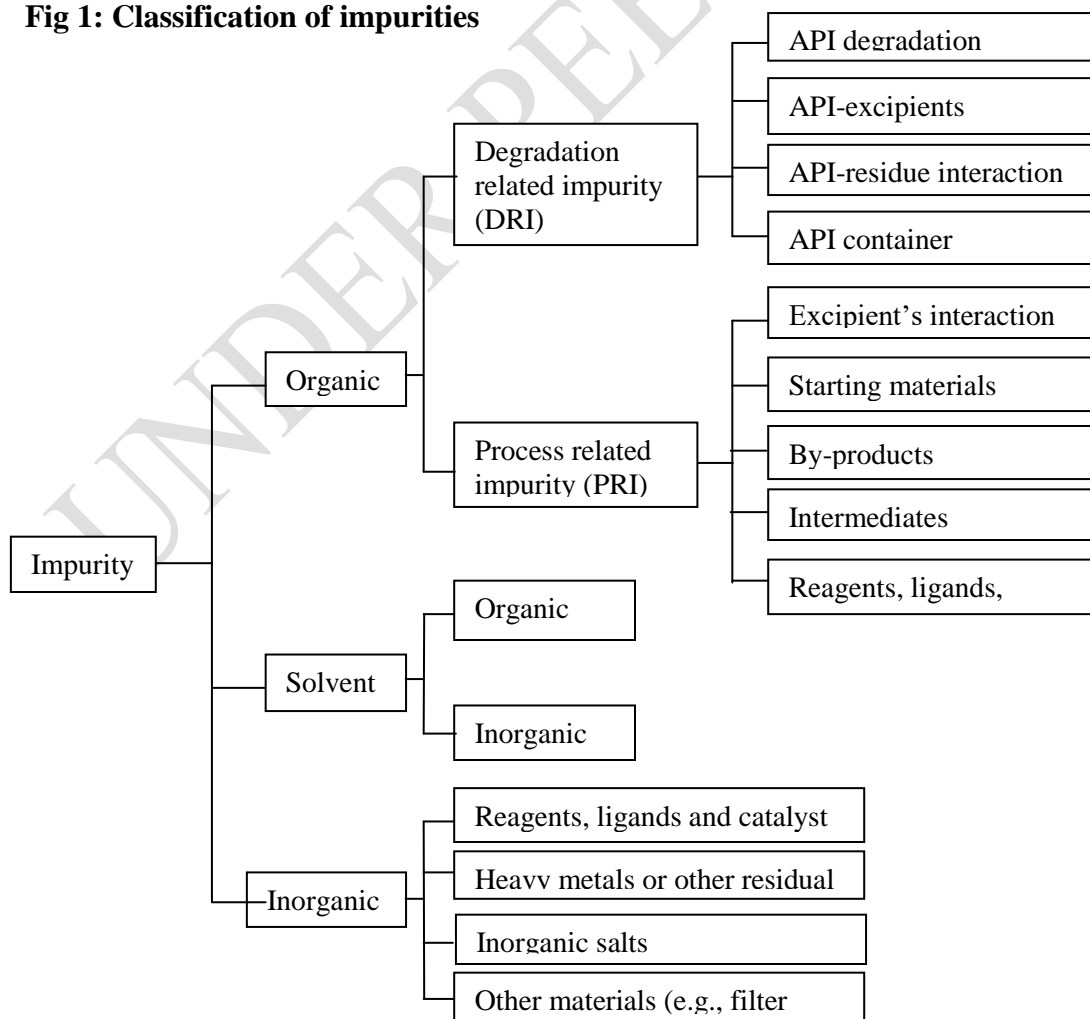 Fig 1: Classification of impurities
API degradation
API-excipients
Degradation
related impurity
(DRI)
API-residue interaction
API container
Excipient's interaction
Organic
Starting materials
Process related
impurity (PRI)
By-products
Intermediates
Impurity
Reagents, ligands,
Organic
Solvent
Inorganic
Reagents, ligands and catalyst
Heavy metals or other residual
Inorganic
Inorganic salts
Other materials (e.g., filter
UNDER PEE